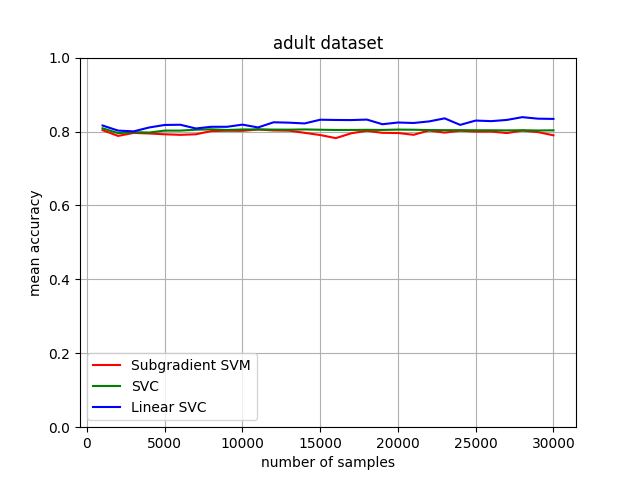 adult dataset
mean accuracy
1.0
0.8
0.6
0.4
0.2
0.0
Subgradient SVM
SVC
Linear SVC
0 5000 10000 15000 20000 25000 30000
number of samples